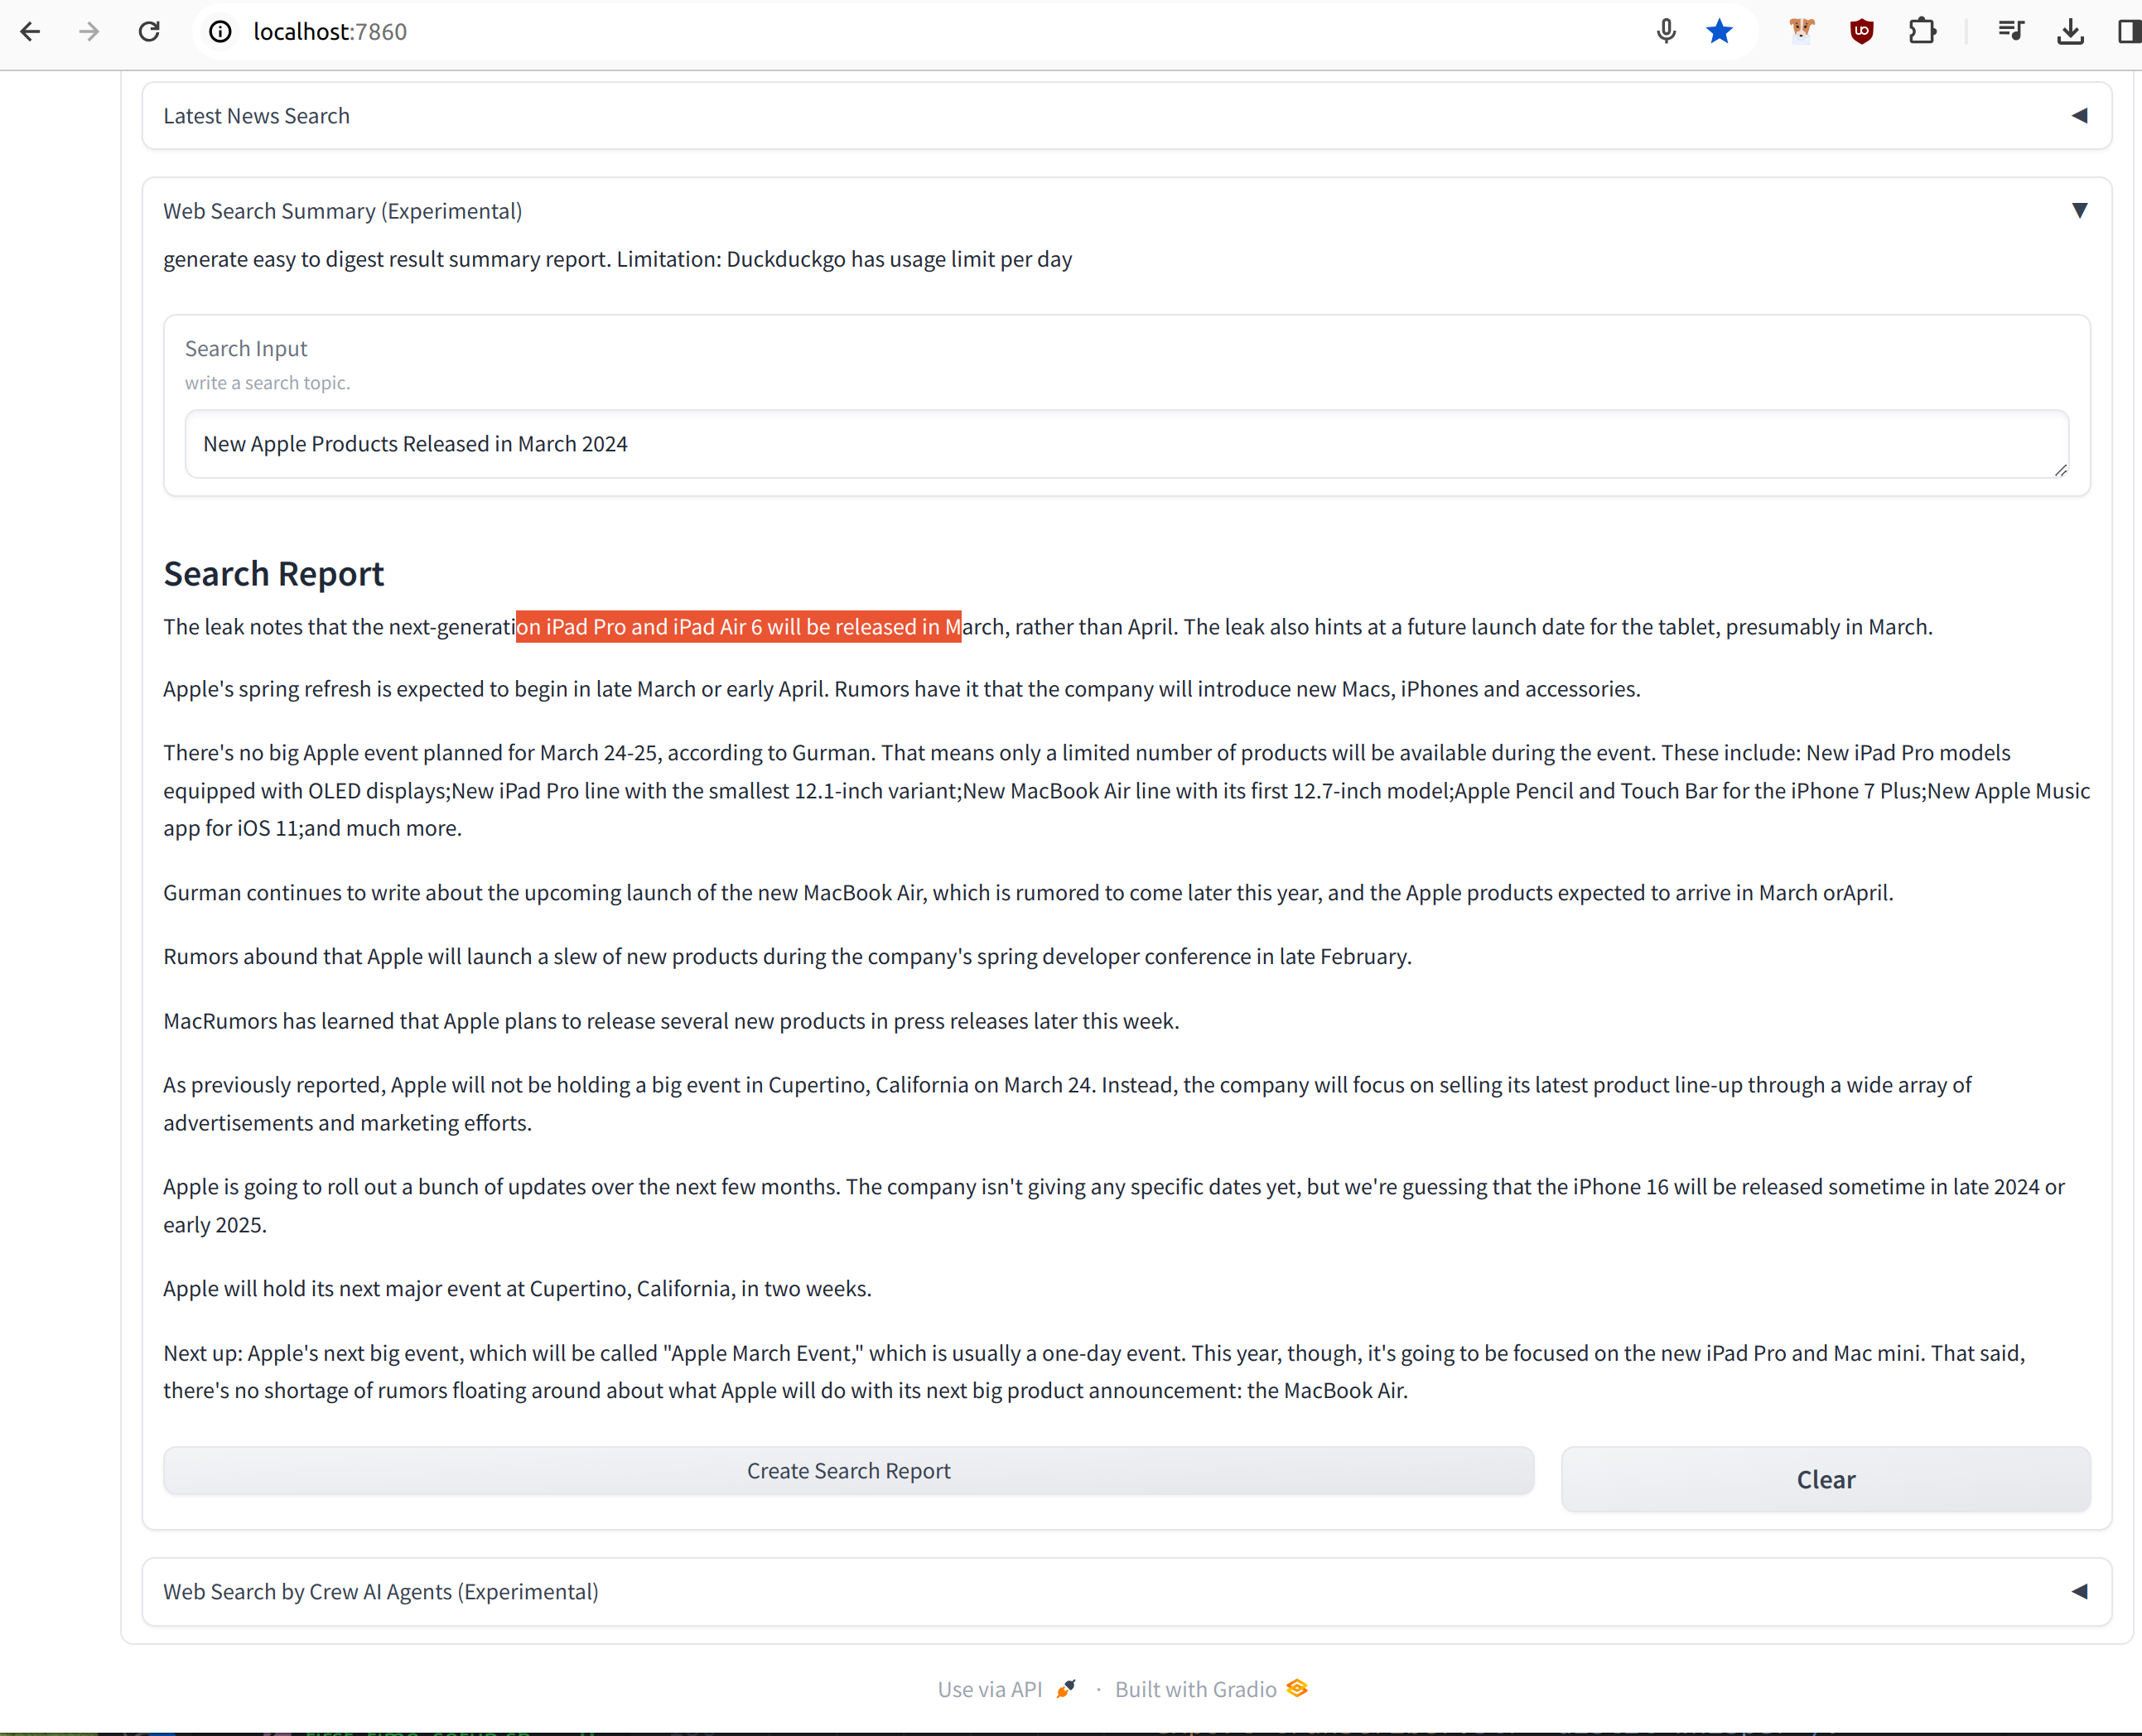 localhost:7860
Latest News Search
Web Search Summary (Experimental)
generate easy to digest result summary report. Limitation: Duckduckgo has usage limit per day
Search Input
write a search topic.
New Apple Products Released in March 2024
Search Report
The leak notes that the next-generation iPad Pro and iPad Air 6 will be released in March, rather than April. The leak also hints at a future launch date for the tablet, presumably in March.
Apple's spring refresh is expected to begin in late March or early April. Rumors have it that the company will introduce new Macs, iPhones and accessories.
There's no big Apple event planned for March 24-25, according to Gurman. That means only a limited number of products will be available during the event. These include: New iPad Pro models
equipped with OLED displays;New iPad Pro line with the smallest 12.1-inch variant;New MacBook Air line with its first 12.7-inch model;Apple Pencil and Touch Bar for the iPhone 7 Plus;New Apple Music
app for iOS 11;and much more.
Gurman continues to write about the upcoming launch of the new MacBook Air, which is rumored to come later this year, and the Apple products expected to arrive in March orApril.
Rumors abound that Apple will launch a slew of new products during the company's spring developer conference in late February.
MacRumors has learned that Apple plans to release several new products in press releases later this week.
As previously reported, Apple will not be holding a big event in Cupertino, California on March 24. Instead, the company will focus on selling its latest product line-up through a wide array of
advertisements and marketing efforts.
Apple is going to roll out a bunch of updates over the next few months. The company isn't giving any specific dates yet, but we're guessing that the iPhone 16 will be released sometime in late 2024 or
early 2025.
Apple will hold its next major event at Cupertino, California, in two weeks.
Next up: Apple's next big event, which will be called "Apple March Event," which is usually a one-day event. This year, though, it's going to be focused on the new iPad Pro and Mac mini. That said,
there's no shortage of rumors floating around about what Apple will do with its next big product announcement: the MacBook Air.
Create Search Report
Clear
Web Search by Crew AI Agents (Experimental)
Use via API · Built with Gradio